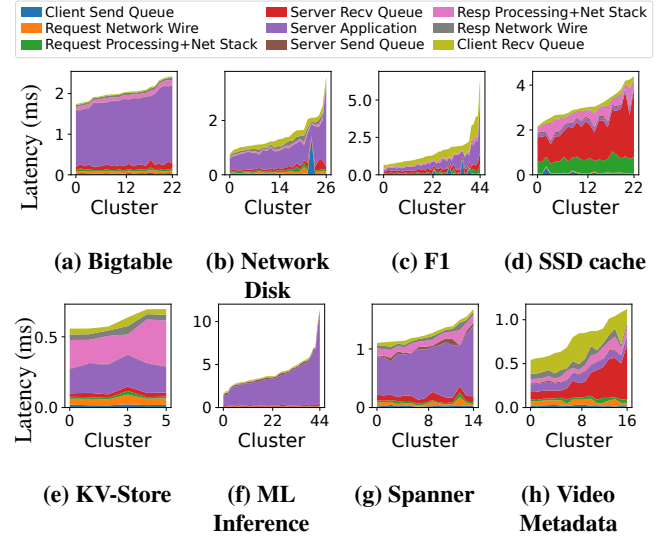 Client Send Queue
Request Network Wire
Request Processing+Net Stack
Server Recv Queue
Server Application
Server Send Queue
Resp Processing+Net Stack
Resp Network Wire
Client Recv Queue
Latency (ms)
2
1
0
0 12 22
Cluster
(a) Bigtable
2
0
0 14 26
Cluster
(b) Network
Disk
5.0
2.5
0.0
0 22 44
Cluster
(c) F1
4
2
0
0 12 22
Cluster
(d) SSD cache
Latency (ms)
0.5
0.0
0 3 5
Cluster
(e) KV-Store
10
5
0
0 22 44
Cluster
(f) ML
Inference
1
0
0 8 14
Cluster
(g) Spanner
1.0
0.5
0.0
0 8 16
Cluster
(h) Video
Metadata